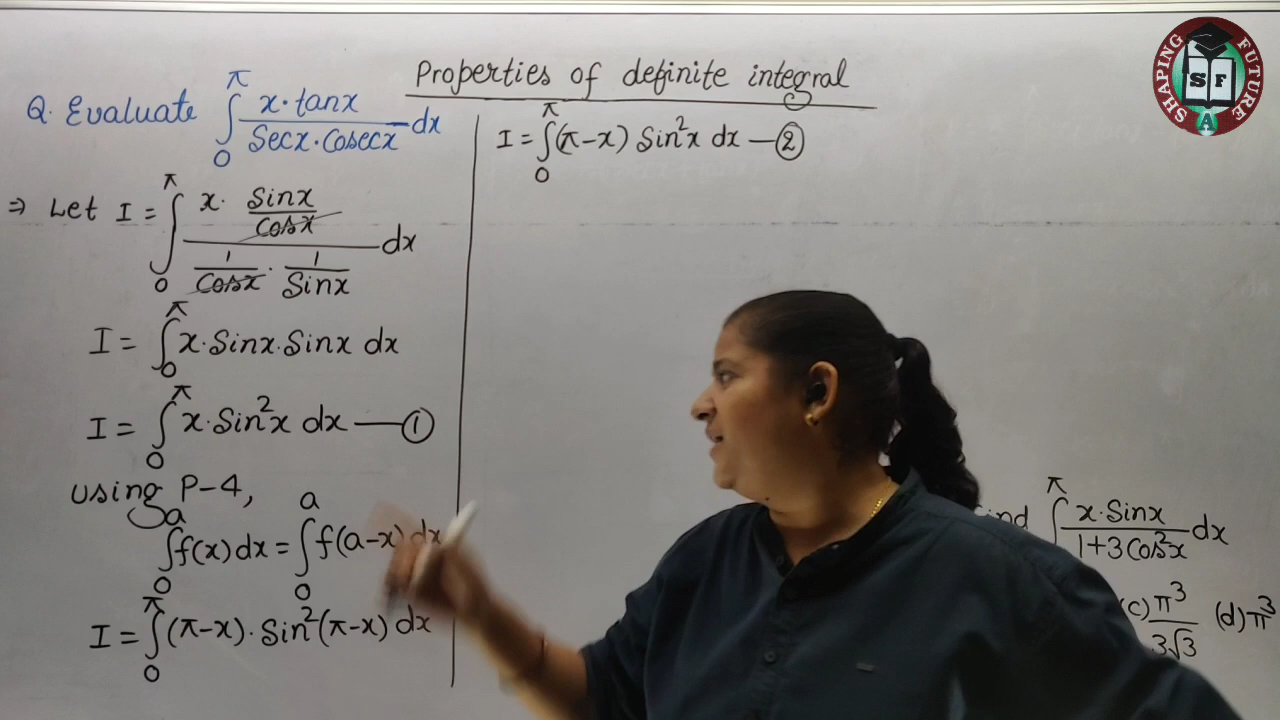 Properties of definite integral
Q. Evaluate ∫₀^π (x·tanx)/(Secx·Cosecx) dx
⇒ Let I = ∫₀^π (x· Sinx/Cosx)/(1/Cosx · 1/Sinx) dx
I = ∫₀^π x·Sinx·Sinx dx
I = ∫₀^π x·Sin²x dx — ①
using P-4,
∫₀^a f(x) dx = ∫₀^a f(a-x) dx
I = ∫₀^π (π-x)·Sin²(π-x) dx
I = ∫₀^π (π-x) Sin²x dx — ②
∫^π (x·Sinx)/(1+3Cos²x) dx
(c) π³/3√3 (d) π³
SHAPING FUTURE
SF
A